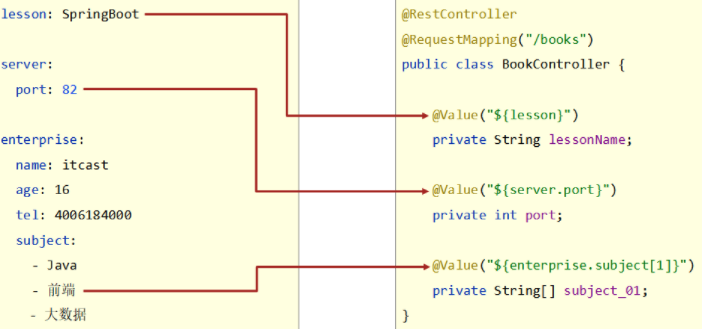 lesson: SpringBoot
server:
port: 82
enterprise:
name: itcast
age: 16
tel: 4006184000
subject:
- Java
- 前端
- 大数据
@RestController
@RequestMapping("/books")
public class BookController {
@Value("${lesson}")
private String lessonName;
@Value("${server.port}")
private int port;
@Value("${enterprise.subject[1]}")
private String[] subject_01;
}